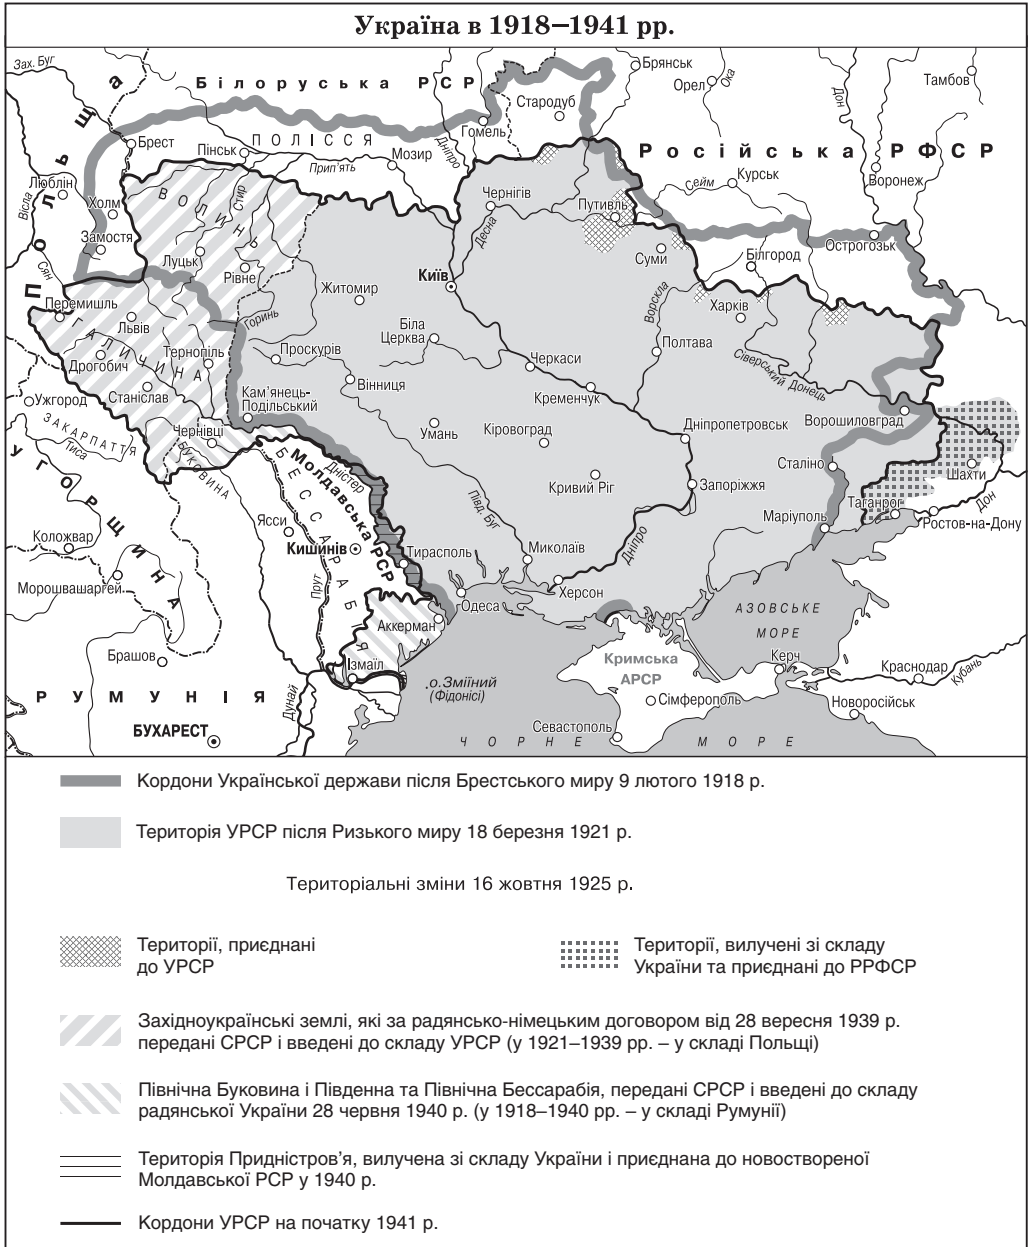 Україна в 1918–1941 рр.
Зах. Буг
Білоруська РСР
Брянськ
Орел
Ока
Дон
Тамбов
Стародуб
Гомель
Дніпро
Польща
Брест
Пінськ
ПОЛІССЯ
Мозир
Прип'ять
Російська РФСР
Люблін
Вісла
Холм
Замостя
ВОЛИНЬ
Стир
Чернігів
Десна
Путивль
Сейм
Курськ
Воронеж
Острогозьк
Сян
Луцьк
Рівне
Київ
Суми
Білгород
Перемишль
Львів
Житомир
Горинь
Ворскла
Харків
ГАЛИЧИНА
Біла
Церква
Дрогобич
Тернопіль
Проскурів
Черкаси
Полтава
Сіверський Донець
Ужгород
Станіслав
Кам'янець-
Подільський
Вінниця
Кременчук
ЗАКАРПАТТЯ
Тиса
Чернівці
БУКОВИНА
Умань
Кіровоград
Дніпропетровськ
Ворошиловград
УГОРЩИНА
БЕССАРАБІЯ
Молдавська РСР
Дністер
Півд. Буг
Кривий Ріг
Запоріжжя
Сталіно
Шахти
Таганрог
Дон
Ростов-на-Дону
Маріуполь
Коложвар
Ясси
Кишинів
Прут
Тирасполь
Миколаїв
Дніпро
Херсон
Морошвашаргей
Одеса
Аккерман
АЗОВСЬКЕ
МОРЕ
Брашов
Ізмаїл
о. Зміїний
(Фідонісі)
Кримська
АРСР
Керч
Краснодар
Кубань
РУМУНІЯ
Дунай
Сімферополь
Новоросійськ
БУХАРЕСТ
Севастополь
ЧОРНЕ МОРЕ
Кордони Української держави після Брестського миру 9 лютого 1918 р.
Територія УРСР після Ризького миру 18 березня 1921 р.
Територіальні зміни 16 жовтня 1925 р.
Території, приєднані
до УРСР
Території, вилучені зі складу
України та приєднані до РРФСР
Західноукраїнські землі, які за радянсько-німецьким договором від 28 вересня 1939 р.
передані СРСР і введені до складу УРСР (у 1921–1939 рр. – у складі Польщі)
Північна Буковина і Південна та Північна Бессарабія, передані СРСР і введені до складу
радянської України 28 червня 1940 р. (у 1918–1940 рр. – у складі Румунії)
Територія Придністров'я, вилучена зі складу України і приєднана до новоствореної
Молдавської РСР у 1940 р.
Кордони УРСР на початку 1941 р.